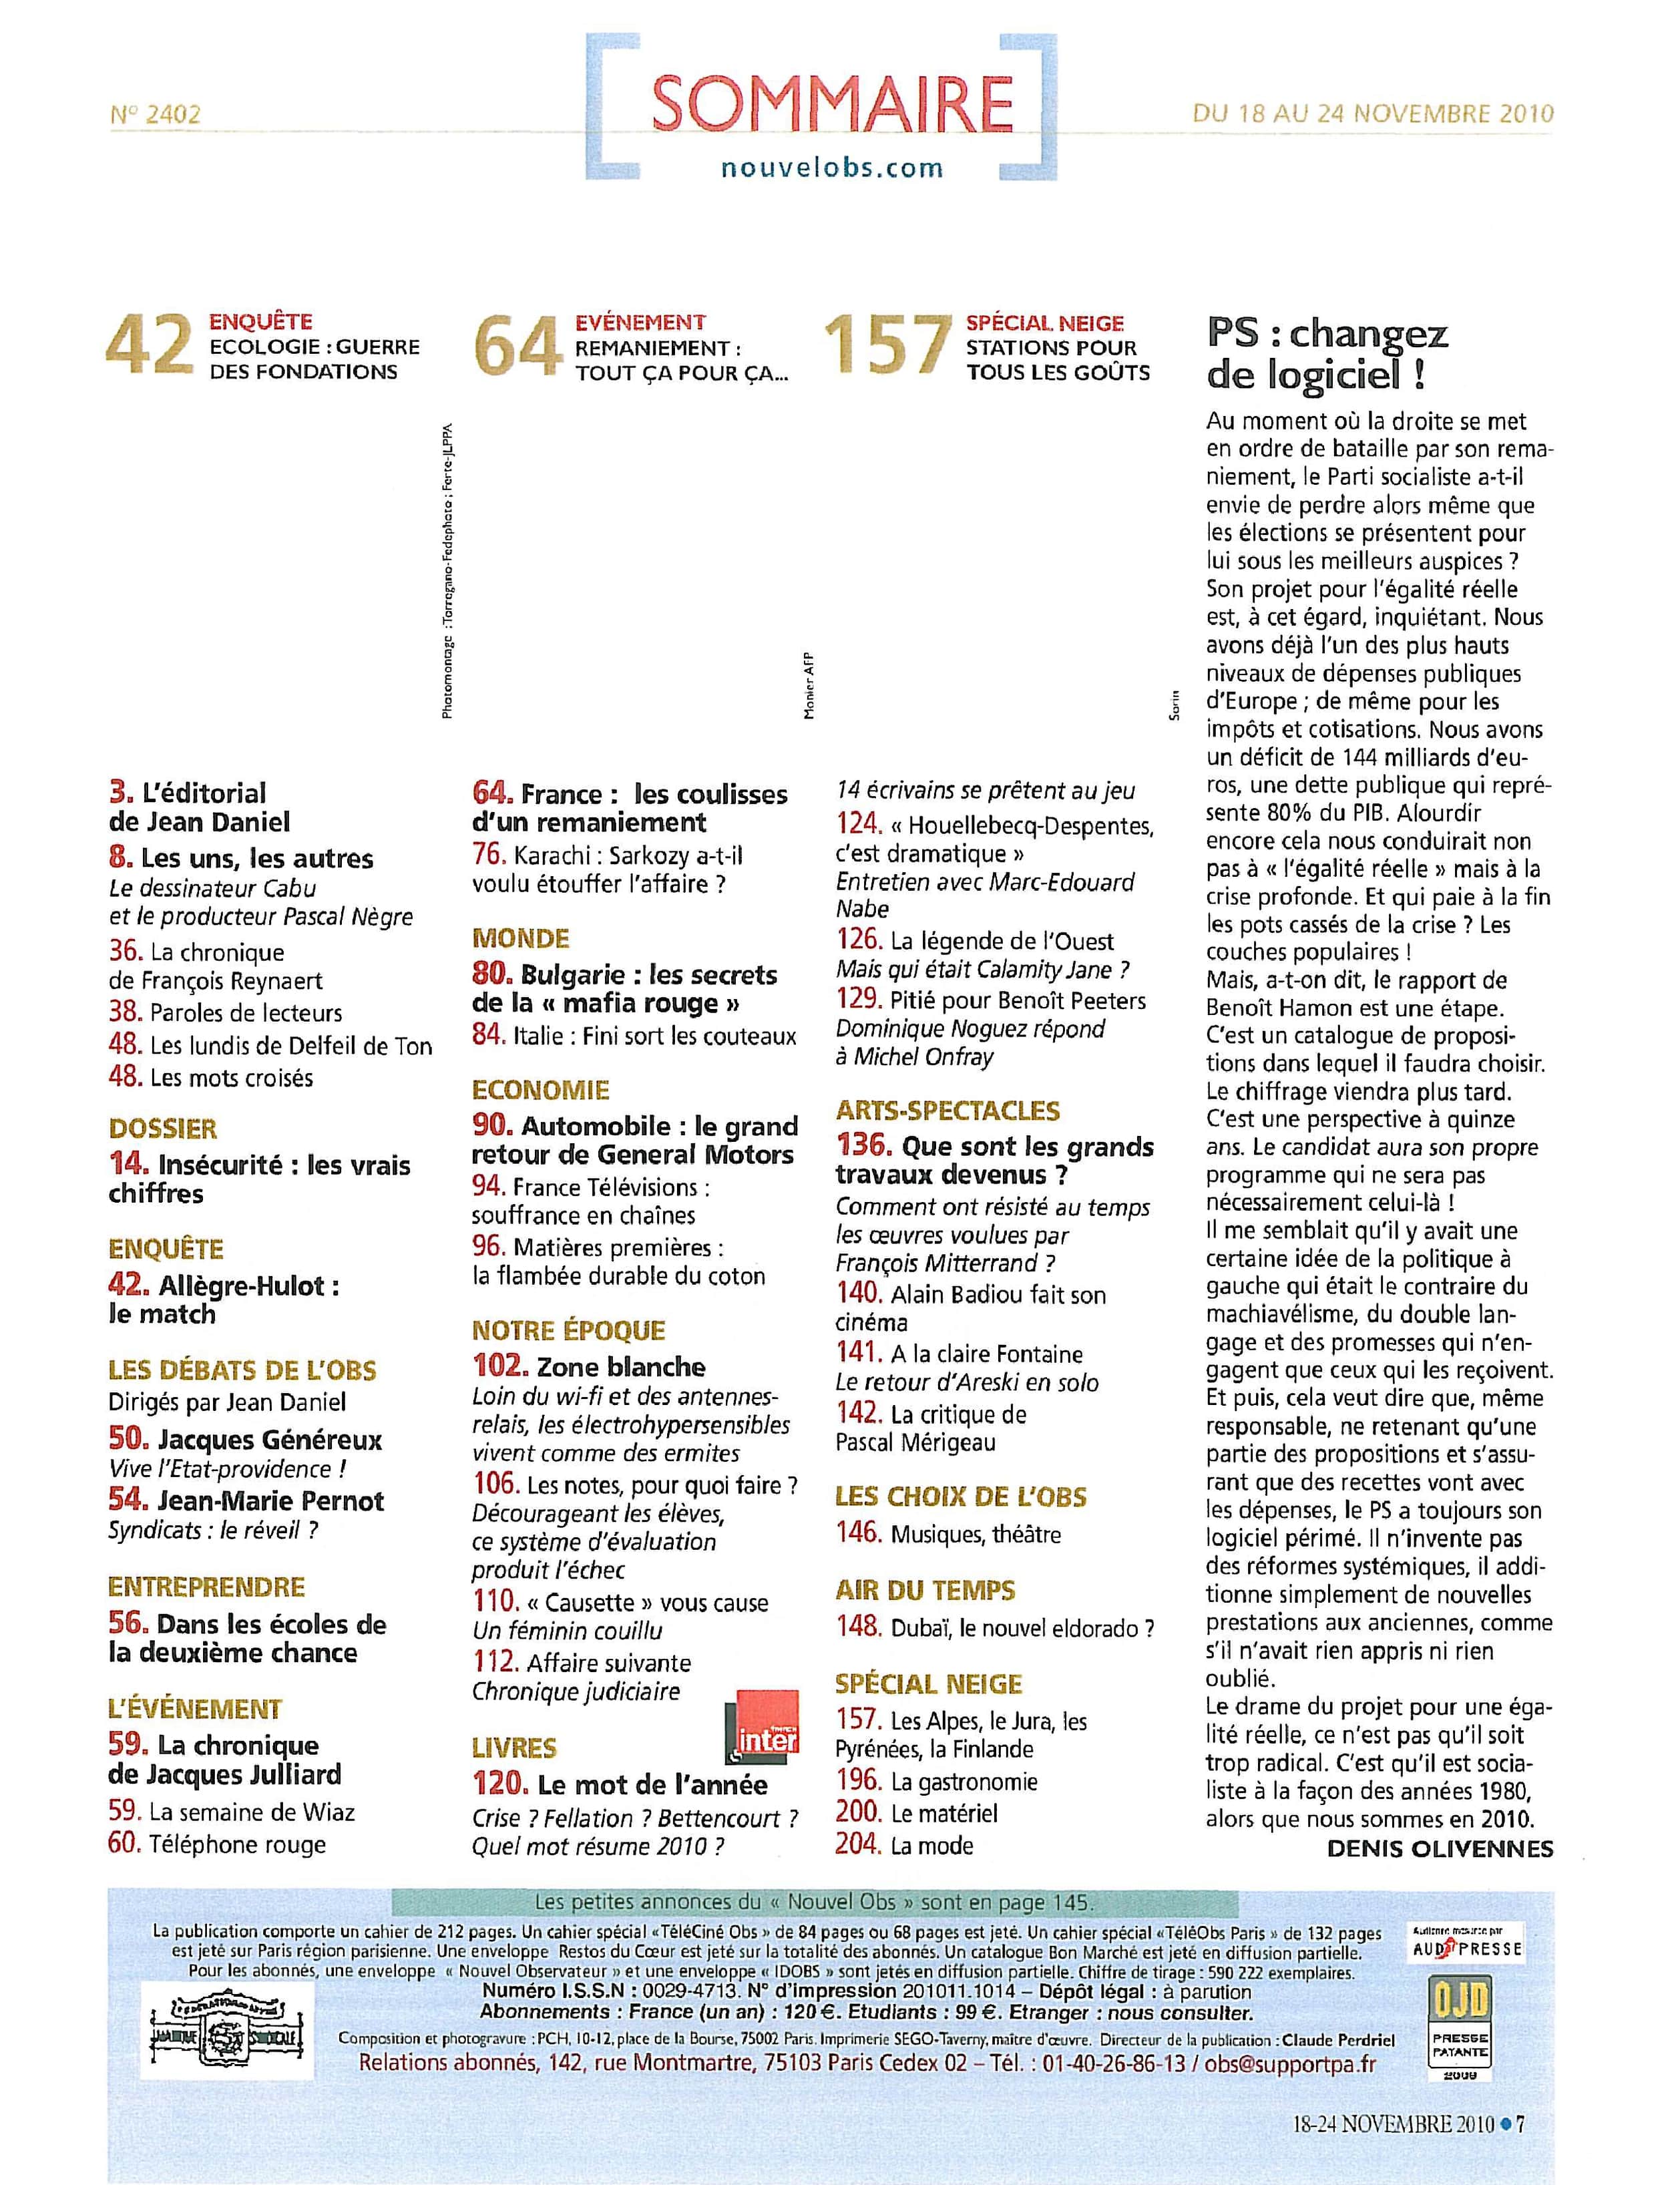 N° 2402
SOMMAIRE
nouvelobs.com
DU 18 AU 24 NOVEMBRE 2010
42
ENQUÊTE
ECOLOGIE : GUERRE
DES FONDATIONS
64
EVÉNEMENT
REMANIEMENT :
TOUT ÇA POUR ÇA...
157
SPÉCIAL NEIGE
STATIONS POUR
TOUS LES GOÛTS
Photomontage : Torregano-Fedephoto ; Ferte-JLPPA
Monier AFP
Sorin
3. L'éditorial
de Jean Daniel
8. Les uns, les autres
Le dessinateur Cabu
et le producteur Pascal Nègre
36. La chronique
de François Reynaert
38. Paroles de lecteurs
48. Les lundis de Delfeil de Ton
48. Les mots croisés
DOSSIER
14. Insécurité : les vrais
chiffres
ENQUÊTE
42. Allègre-Hulot :
le match
LES DÉBATS DE L'OBS
Dirigés par Jean Daniel
50. Jacques Généreux
Vive l'Etat-providence !
54. Jean-Marie Pernot
Syndicats : le réveil ?
ENTREPRENDRE
56. Dans les écoles de
la deuxième chance
L'ÉVÉNEMENT
59. La chronique
de Jacques Julliard
59. La semaine de Wiaz
60. Téléphone rouge
64. France : les coulisses
d'un remaniement
76. Karachi : Sarkozy a-t-il
voulu étouffer l'affaire ?
MONDE
80. Bulgarie : les secrets
de la « mafia rouge »
84. Italie : Fini sort les couteaux
ECONOMIE
90. Automobile : le grand
retour de General Motors
94. France Télévisions :
souffrance en chaînes
96. Matières premières :
la flambée durable du coton
NOTRE ÉPOQUE
102. Zone blanche
Loin du wi-fi et des antennes-
relais, les électrohypersensibles
vivent comme des ermites
106. Les notes, pour quoi faire ?
Décourageant les élèves,
ce système d'évaluation
produit l'échec
110. « Causette » vous cause
Un féminin couillu
112. Affaire suivante
Chronique judiciaire
inter
LIVRES
120. Le mot de l'année
Crise ? Fellation ? Bettencourt ?
Quel mot résume 2010 ?
14 écrivains se prêtent au jeu
124. « Houellebecq-Despentes,
c'est dramatique »
Entretien avec Marc-Edouard
Nabe
126. La légende de l'Ouest
Mais qui était Calamity Jane ?
129. Pitié pour Benoît Peeters
Dominique Noguez répond
à Michel Onfray
ARTS-SPECTACLES
136. Que sont les grands
travaux devenus ?
Comment ont résisté au temps
les œuvres voulues par
François Mitterrand ?
140. Alain Badiou fait son
cinéma
141. A la claire Fontaine
Le retour d'Areski en solo
142. La critique de
Pascal Mérigeau
LES CHOIX DE L'OBS
146. Musiques, théâtre
AIR DU TEMPS
148. Dubaï, le nouvel eldorado ?
SPÉCIAL NEIGE
157. Les Alpes, le Jura, les
Pyrénées, la Finlande
196. La gastronomie
200. Le matériel
204. La mode
PS : changez
de logiciel !
Au moment où la droite se met
en ordre de bataille par son rema-
niement, le Parti socialiste a-t-il
envie de perdre alors même que
les élections se présentent pour
lui sous les meilleurs auspices ?
Son projet pour l'égalité réelle
est, à cet égard, inquiétant. Nous
avons déjà l'un des plus hauts
niveaux de dépenses publiques
d'Europe ; de même pour les
impôts et cotisations. Nous avons
un déficit de 144 milliards d'eu-
ros, une dette publique qui repré-
sente 80% du PIB. Alourdir
encore cela nous conduirait non
pas à « l'égalité réelle » mais à la
crise profonde. Et qui paie à la fin
les pots cassés de la crise ? Les
couches populaires !
Mais, a-t-on dit, le rapport de
Benoît Hamon est une étape.
C'est un catalogue de proposi-
tions dans lequel il faudra choisir.
Le chiffrage viendra plus tard.
C'est une perspective à quinze
ans. Le candidat aura son propre
programme qui ne sera pas
nécessairement celui-là !
Il me semblait qu'il y avait une
certaine idée de la politique à
gauche qui était le contraire du
machiavélisme, du double lan-
gage et des promesses qui n'en-
gagent que ceux qui les reçoivent.
Et puis, cela veut dire que, même
responsable, ne retenant qu'une
partie des propositions et s'assu-
rant que des recettes vont avec
les dépenses, le PS a toujours son
logiciel périmé. Il n'invente pas
des réformes systémiques, il addi-
tionne simplement de nouvelles
prestations aux anciennes, comme
s'il n'avait rien appris ni rien
oublié.
Le drame du projet pour une éga-
lité réelle, ce n'est pas qu'il soit
trop radical. C'est qu'il est socia-
liste à la façon des années 1980,
alors que nous sommes en 2010.
DENIS OLIVENNES
Les petites annonces du « Nouvel Obs » sont en page 145.
La publication comporte un cahier de 212 pages. Un cahier spécial «TéléCiné Obs » de 84 pages ou 68 pages est jeté. Un cahier spécial «TéléObs Paris » de 132 pages
est jeté sur Paris région parisienne. Une enveloppe Restos du Cœur est jeté sur la totalité des abonnés. Un catalogue Bon Marché est jeté en diffusion partielle.
Pour les abonnés, une enveloppe « Nouvel Observateur » et une enveloppe « IDOBS » sont jetés en diffusion partielle. Chiffre de tirage : 590 222 exemplaires.
Numéro I.S.S.N : 0029-4713. N° d'impression 201011.1014 – Dépôt légal : à parution
Abonnements : France (un an) : 120 €. Etudiants : 99 €. Etranger : nous consulter.
Composition et photogravure : PCH, 10-12, place de la Bourse, 75002 Paris. Imprimerie SEGO-Taverny, maître d'œuvre. Directeur de la publication : Claude Perdriel
Relations abonnés, 142, rue Montmartre, 75103 Paris Cedex 02 – Tél. : 01-40-26-86-13 / obs@supportpa.fr
Audience mesurée par
AUDIPRESSE
OJD
PRESSE
PAYANTE
2009
MARQUE SYNDICALE
18-24 NOVEMBRE 2010 • 7